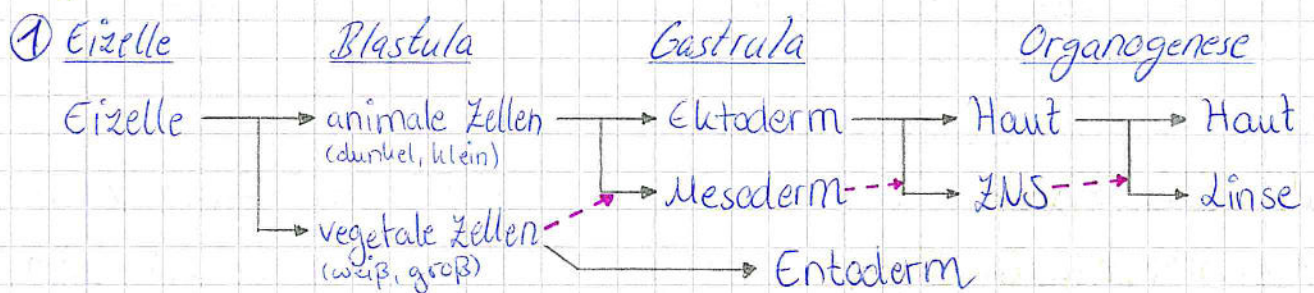 ① Eizelle Blastula Gastrula Organogenese
Eizelle animale Zellen Ektoderm Haut Haut
(dunkel, klein)
Mesoderm ZNS Linse
vegetale Zellen
(weiß, groß)
Entoderm